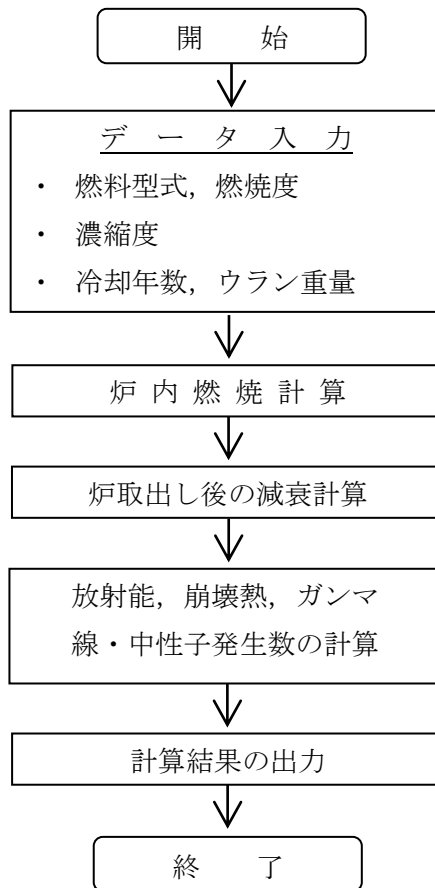 開 始
デ ー タ 入 力
・ 燃料型式，燃焼度
・ 濃縮度
・ 冷却年数，ウラン重量
炉 内 燃 焼 計 算
炉取出し後の減衰計算
放射能，崩壊熱，ガンマ
線・中性子発生数の計算
計算結果の出力
終 了